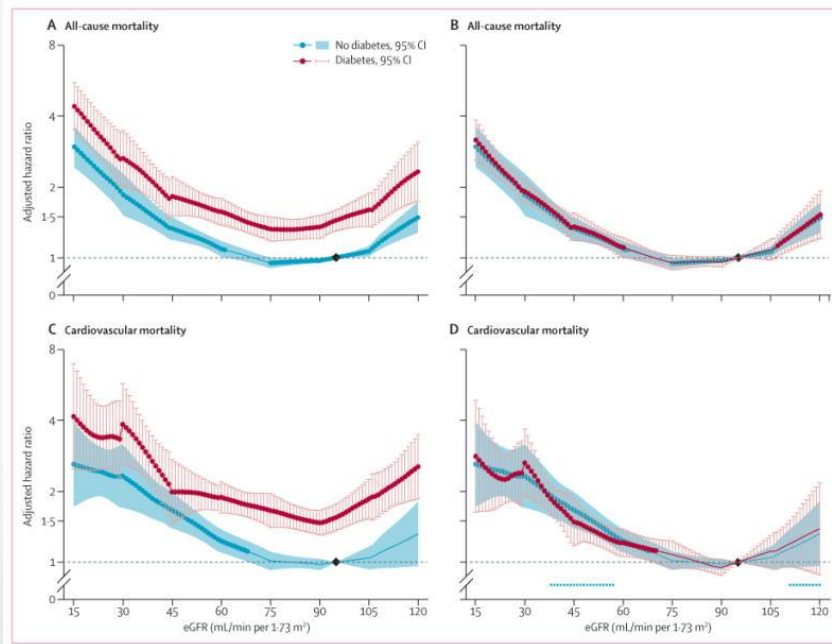 A All-cause mortality
No diabetes, 95% CI
Diabetes, 95% CI
Adjusted hazard ratio
8
4
2
1·5
1
0
B All-cause mortality
C Cardiovascular mortality
Adjusted hazard ratio
8
4
2
1·5
1
0
15 30 45 60 75 90 105 120
eGFR (mL/min per 1·73 m²)
D Cardiovascular mortality
15 30 45 60 75 90 105 120
eGFR (mL/min per 1·73 m²)